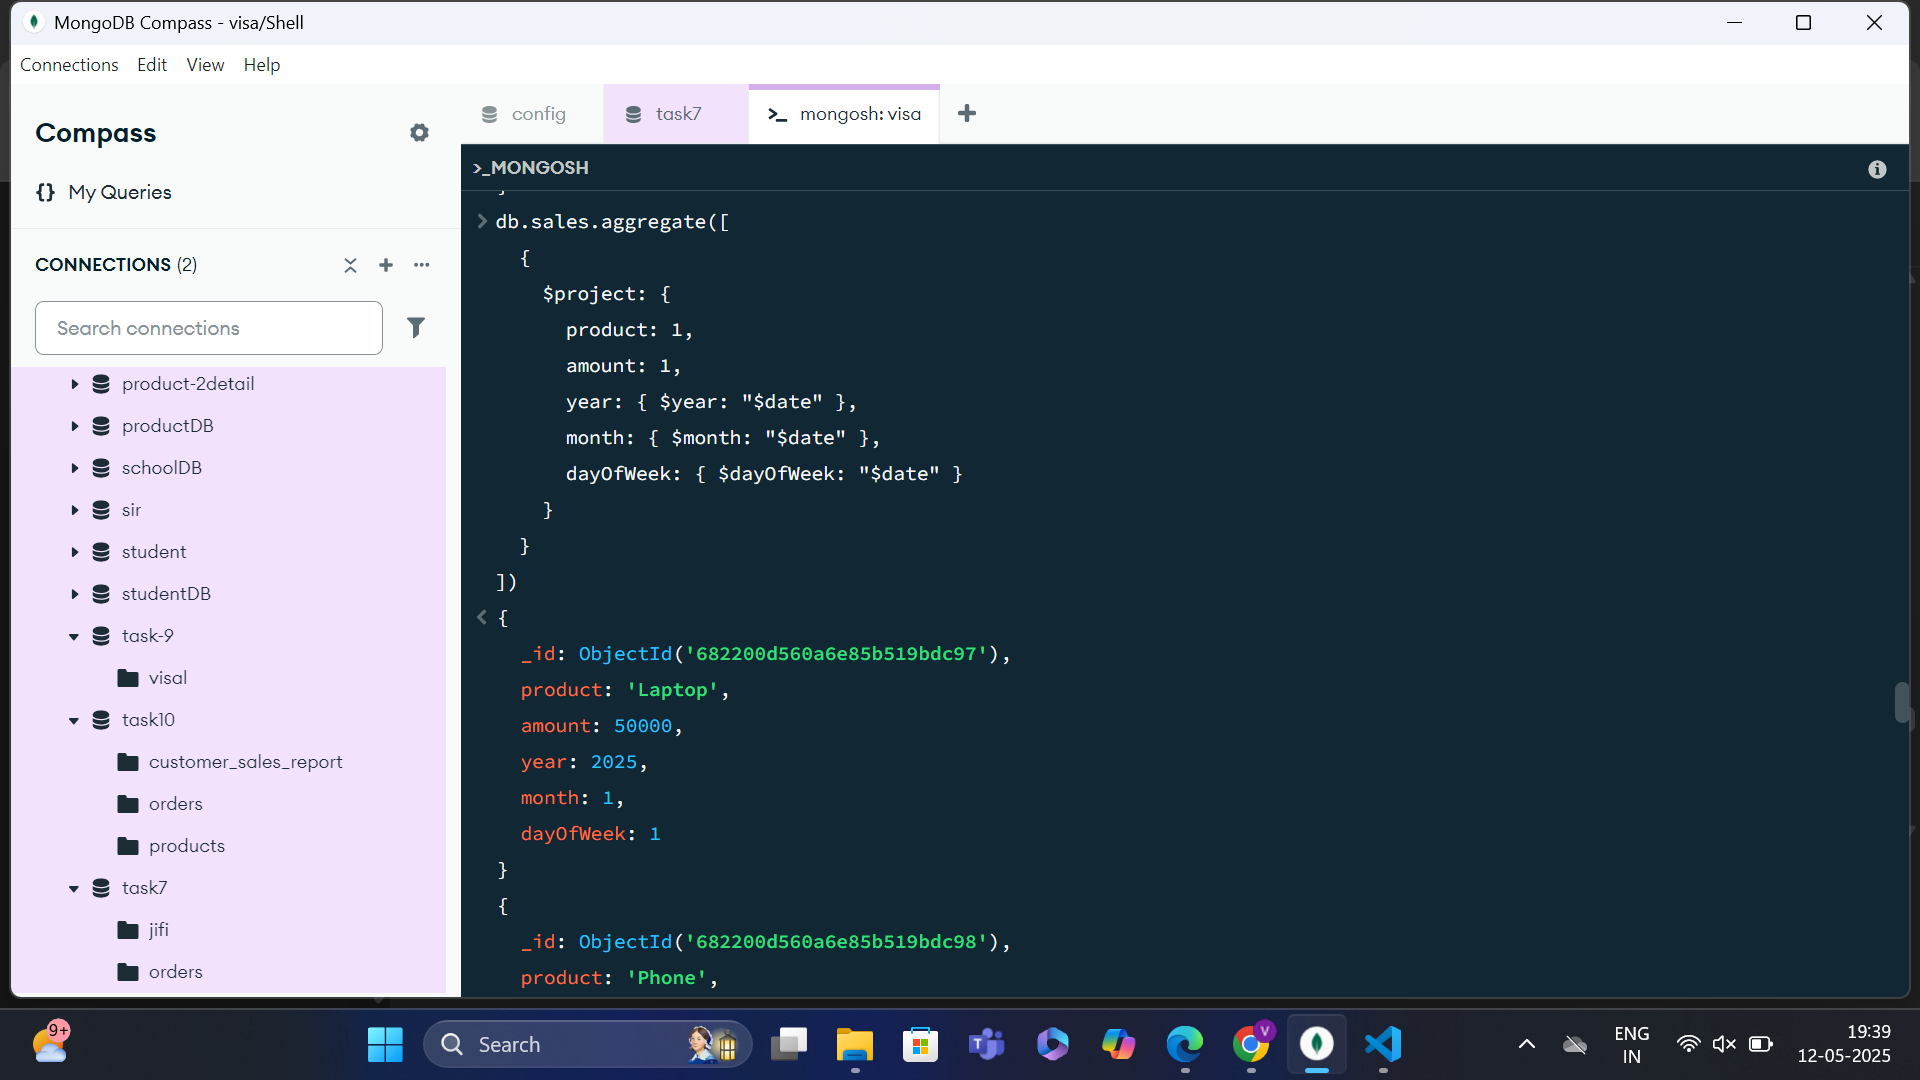 MongoDB Compass - visa/Shell
Connections Edit View Help
Compass
My Queries
CONNECTIONS (2)
Search connections
product-2detail
productDB
schoolDB
sir
student
studentDB
task-9
visal
task10
customer_sales_report
orders
products
task7
jifi
orders
config
task7
>_ mongosh: visa
>_MONGOSH
}
> db.sales.aggregate([
{
$project: {
product: 1,
amount: 1,
year: { $year: "$date" },
month: { $month: "$date" },
dayOfWeek: { $dayOfWeek: "$date" }
}
}
])
< {
_id: ObjectId('682200d560a6e85b519bdc97'),
product: 'Laptop',
amount: 50000,
year: 2025,
month: 1,
dayOfWeek: 1
}
{
_id: ObjectId('682200d560a6e85b519bdc98'),
product: 'Phone',
9+
Search
V
ENG
IN
19:39
12-05-2025